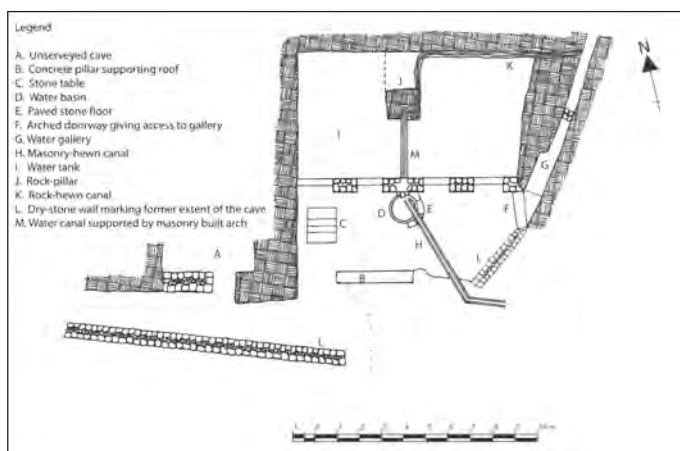 Legend
A. Unserveyed cave
B. Concrete pillar supporting roof
C. Stone table
D. Water basin
E. Paved stone floor
F. Arched doorway giving access to gallery
G. Water gallery
H. Masonry-hewn canal
I. Water tank
J. Rock-pillar
K. Rock-hewn canal
L. Dry-stone wall marking former extent of the cave
M. Water canal supported by masonry built arch
N
K
J
I
M
G
D
E
F
C
H
A
B
L